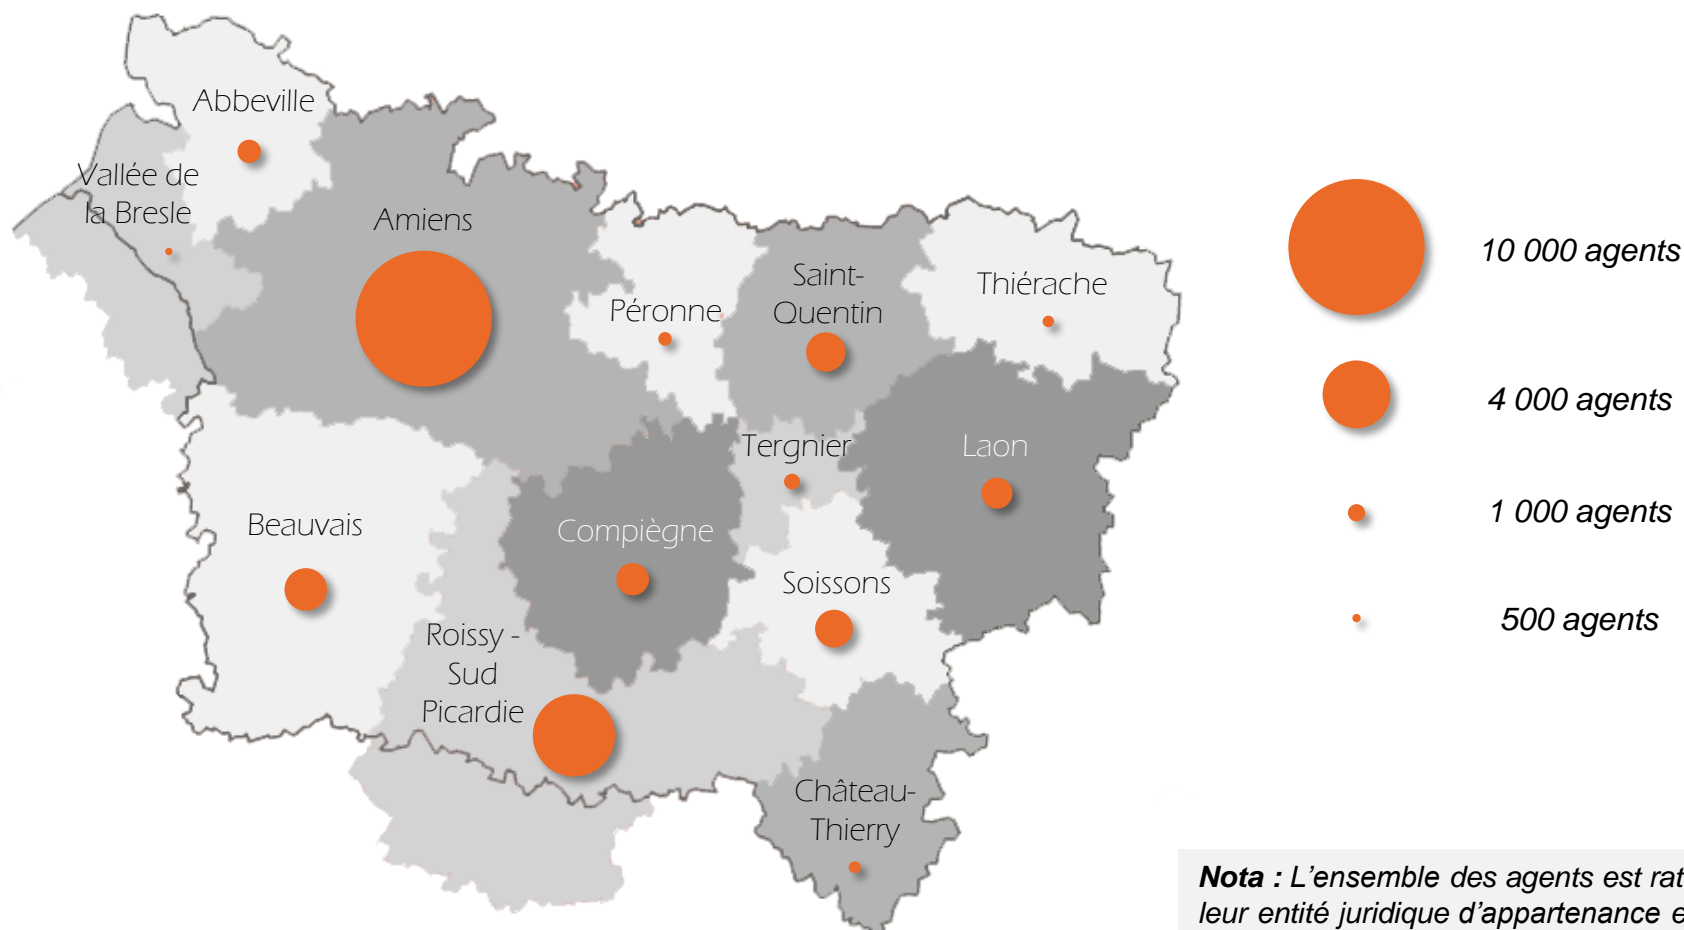 Abbeville
Vallée de
la Bresle
Amiens
Péronne
Saint-
Quentin
Thiérache
Tergnier
Laon
Beauvais
Compiègne
Soissons
Roissy -
Sud
Picardie
Château-
Thierry
10 000 agents
4 000 agents
1 000 agents
500 agents
Nota : L'ensemble des agents est rat
leur entité juridique d'appartenance e